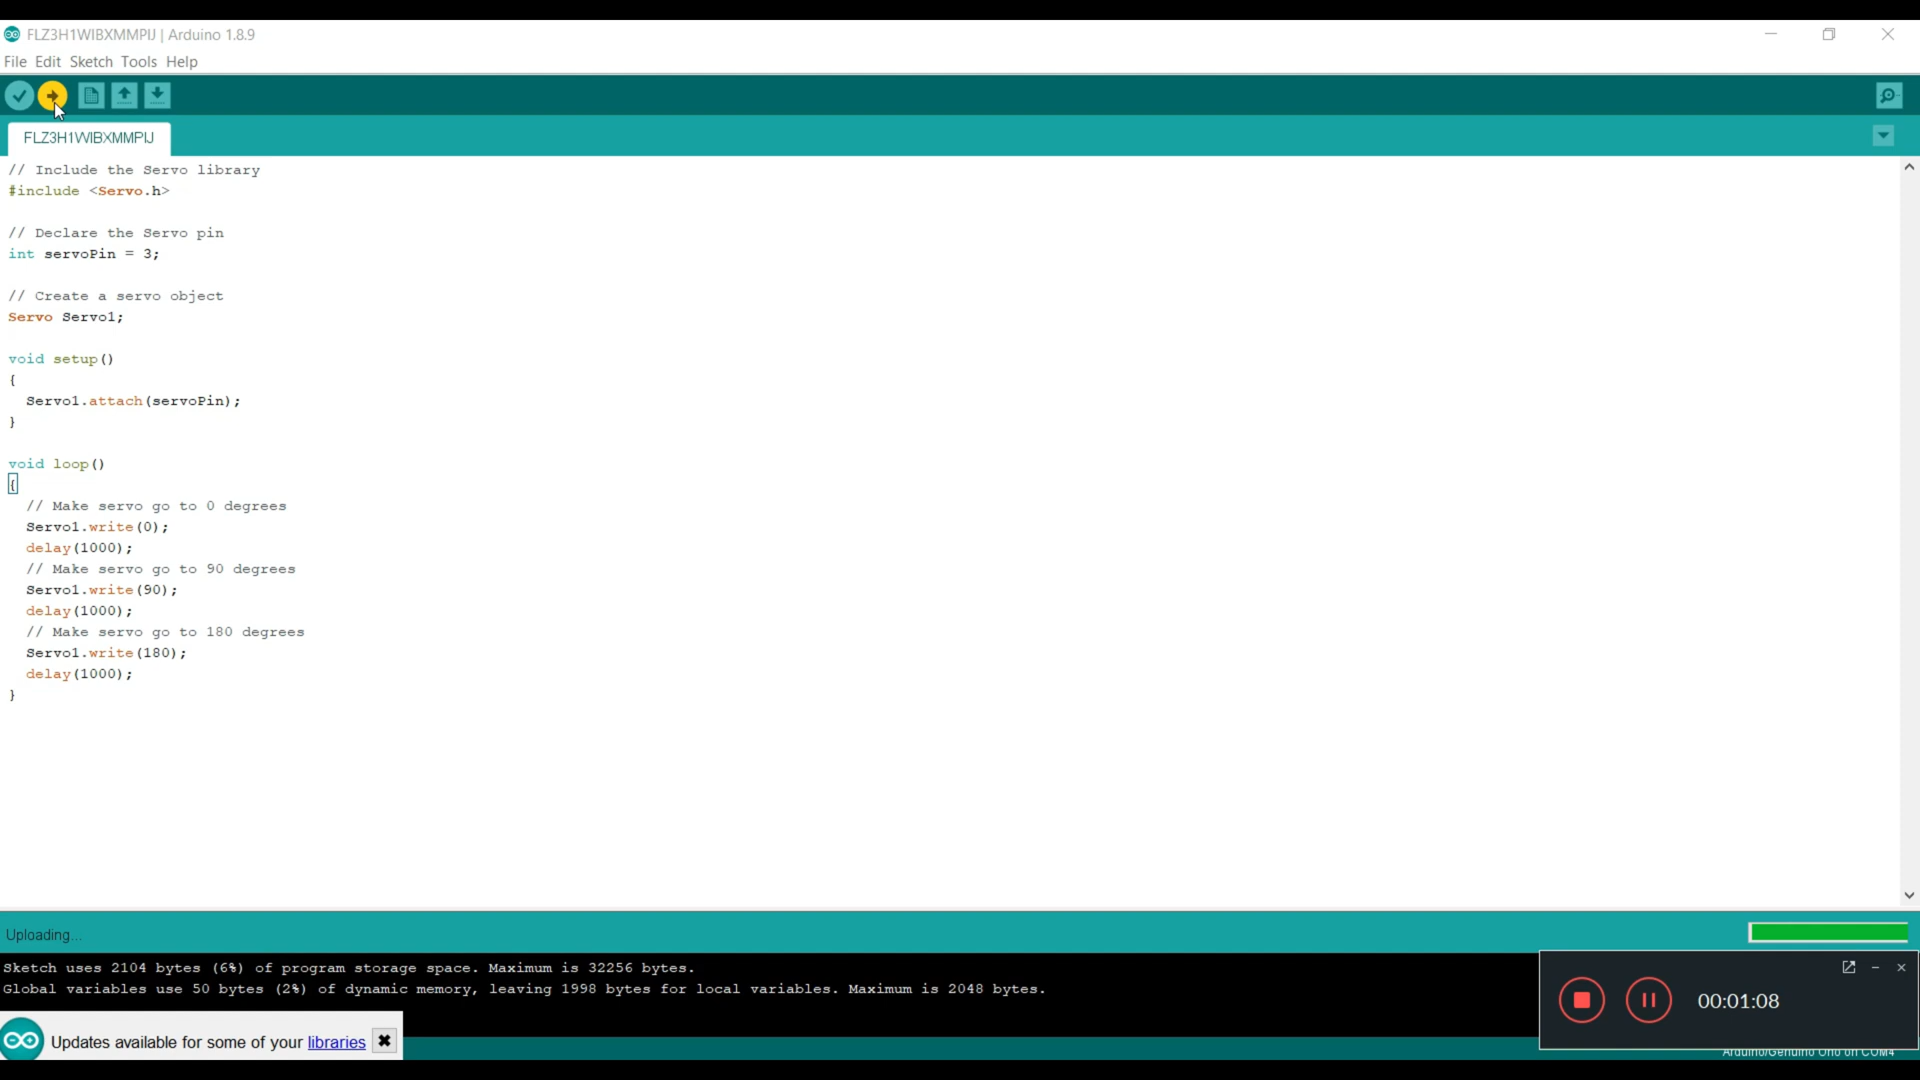 FLZ3H1WIBXMMPIJ | Arduino 1.8.9
File Edit Sketch Tools Help
FLZ3H1WIBXMMPIJ
// Include the Servo library
#include <Servo.h>
// Declare the Servo pin
int servoPin = 3;
// Create a servo object
Servo Servo1;
void setup()
{
Servo1.attach(servoPin);
}
void loop()
{
// Make servo go to 0 degrees
Servo1.write(0);
delay(1000);
// Make servo go to 90 degrees
Servo1.write(90);
delay(1000);
// Make servo go to 180 degrees
Servo1.write(180);
delay(1000);
}
Uploading...
Sketch uses 2104 bytes (6%) of program storage space. Maximum is 32256 bytes.
Global variables use 50 bytes (2%) of dynamic memory, leaving 1998 bytes for local variables. Maximum is 2048 bytes.
00:01:08
Updates available for some of your libraries
Arduino/Genuino Uno on COM4